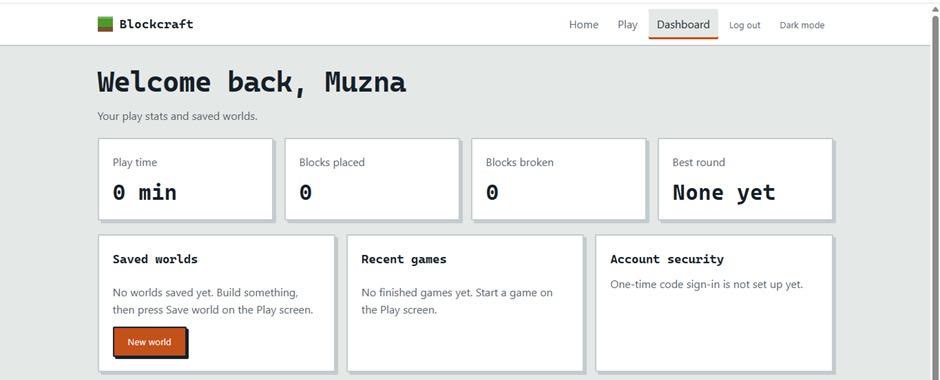 Blockcraft
Home Play Dashboard Log out Dark mode
Welcome back, Muzna
Your play stats and saved worlds.
Play time
0 min
Blocks placed
0
Blocks broken
0
Best round
None yet
Saved worlds
No worlds saved yet. Build something,
then press Save world on the Play screen.
New world
Recent games
No finished games yet. Start a game on
the Play screen.
Account security
One-time code sign-in is not set up yet.